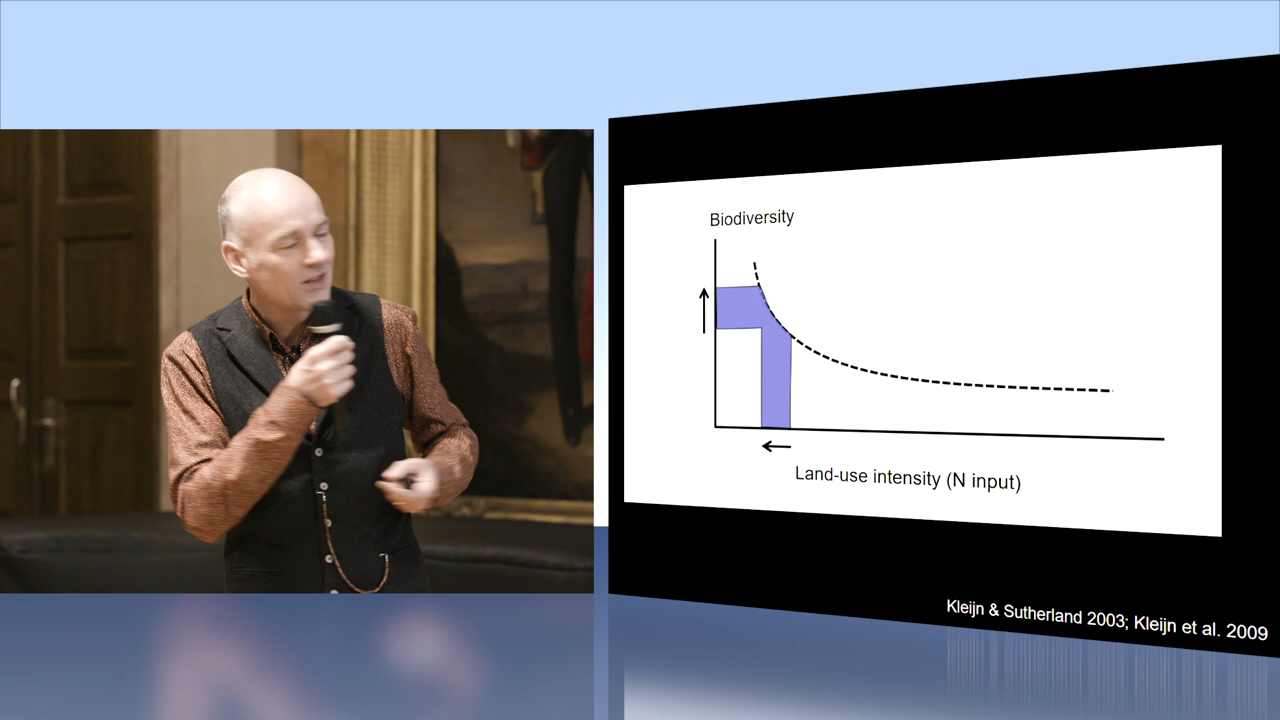 Biodiversity
Land-use intensity (N input)
Kleijn & Sutherland 2003; Kleijn et al. 2009